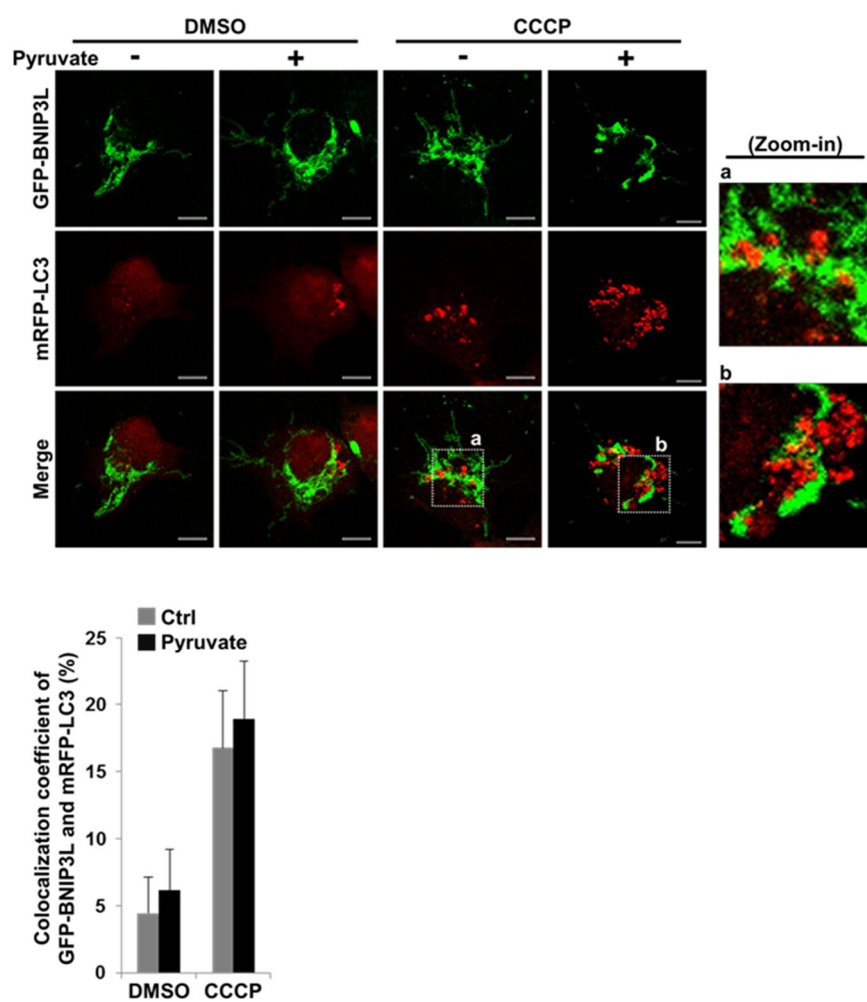 DMSO CCCP
Pyruvate - + - +
GFP-BNIP3L
(Zoom-in)
a
mRFP-LC3
b
Merge
a
b
Ctrl
Pyruvate
Colocalization coefficient of
GFP-BNIP3L and mRFP-LC3 (%)
25
20
15
10
5
0
DMSO CCCP